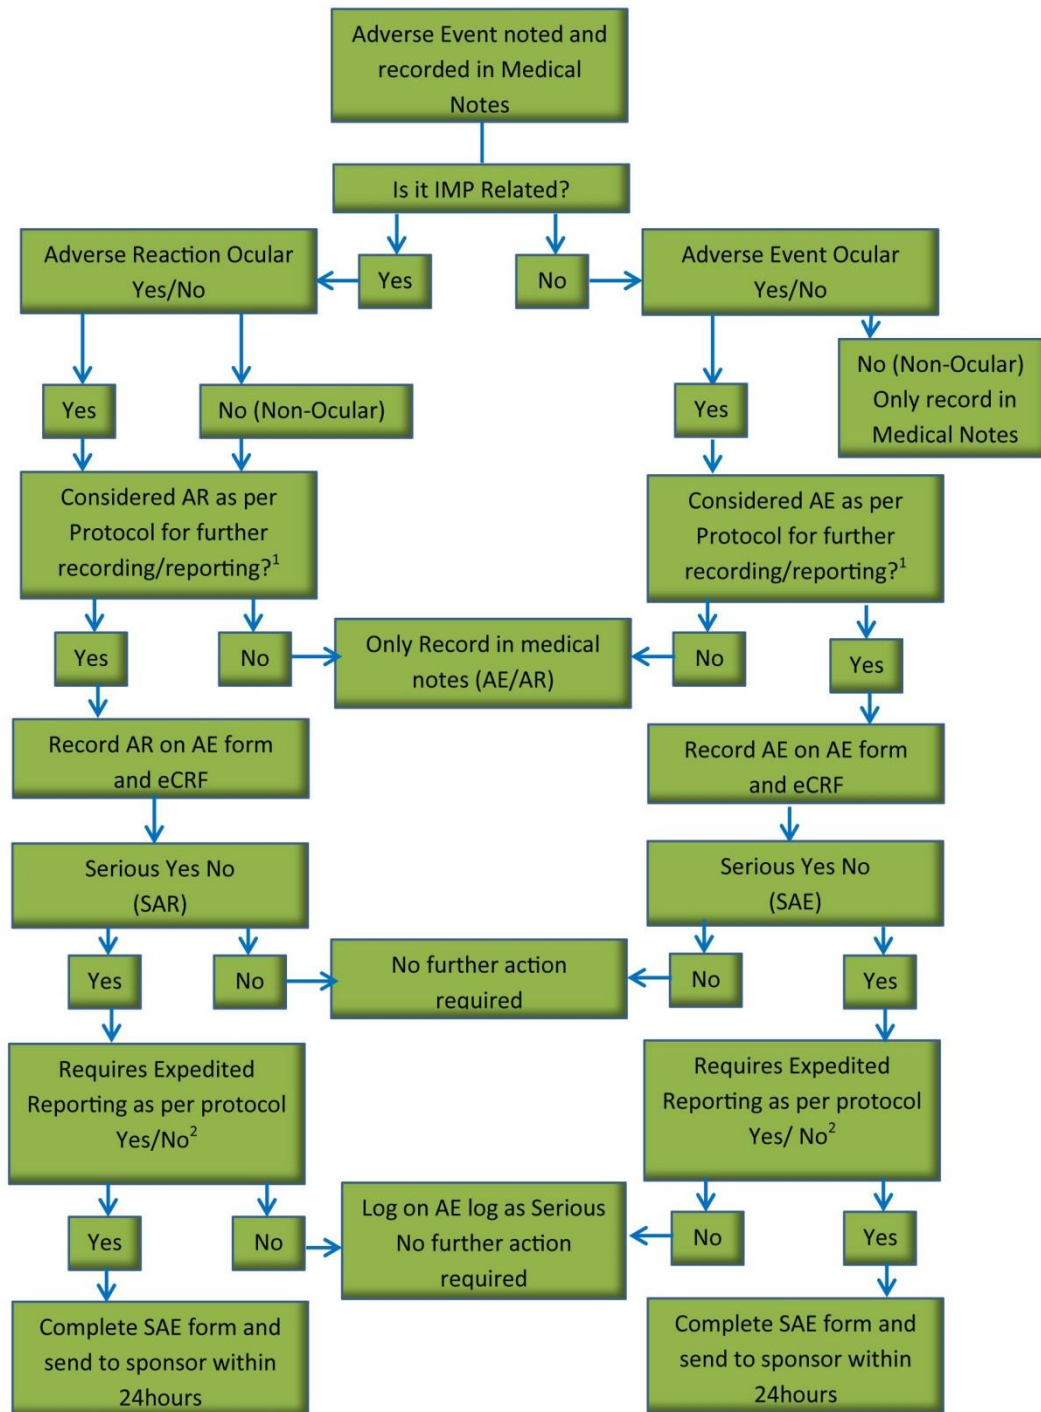 Adverse Event noted and
recorded in Medical
Notes
Is it IMP Related?
Adverse Reaction Ocular
Yes/No
Yes
No
Adverse Event Ocular
Yes/No
No (Non-Ocular)
Only record in
Medical Notes
Yes
No (Non-Ocular)
Yes
Considered AR as per
Protocol for further
recording/reporting?¹
Considered AE as per
Protocol for further
recording/reporting?¹
Yes
No
Only Record in medical
notes (AE/AR)
No
Yes
Record AR on AE form
and eCRF
Record AE on AE form
and eCRF
Serious Yes No
(SAR)
Serious Yes No
(SAE)
Yes
No
No further action
required
No
Yes
Requires Expedited
Reporting as per protocol
Yes/No²
Requires Expedited
Reporting as per protocol
Yes/ No²
Yes
No
Log on AE log as Serious
No further action
required
No
Yes
Complete SAE form and
send to sponsor within
24hours
Complete SAE form and
send to sponsor within
24hours